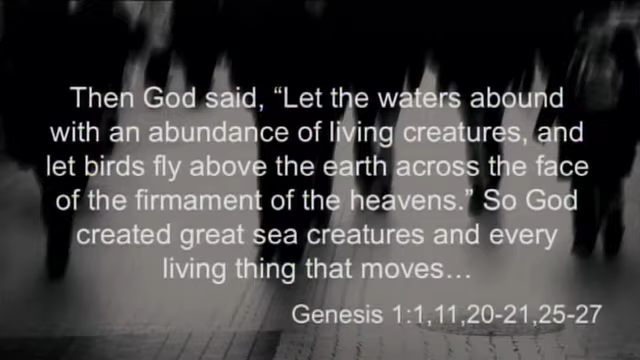 Then God said, “Let the waters abound
with an abundance of living creatures, and
let birds fly above the earth across the face
of the firmament of the heavens.” So God
created great sea creatures and every
living thing that moves…
Genesis 1:1,11,20-21,25-27